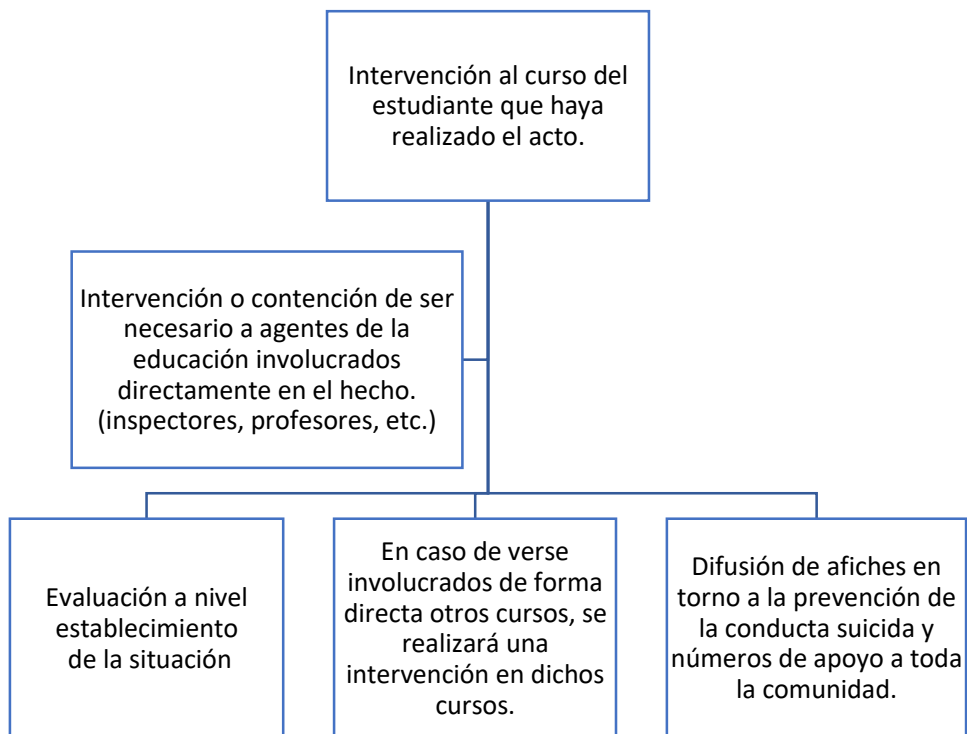 Intervención al curso del
estudiante que haya
realizado el acto.
Intervención o contención de ser
necesario a agentes de la
educación involucrados
directamente en el hecho.
(inspectores, profesores, etc.)
Evaluación a nivel
establecimiento
de la situación
En caso de verse
involucrados de forma
directa otros cursos, se
realizará una
intervención en dichos
cursos.
Difusión de afiches en
torno a la prevención de
la conducta suicida y
números de apoyo a toda
la comunidad.